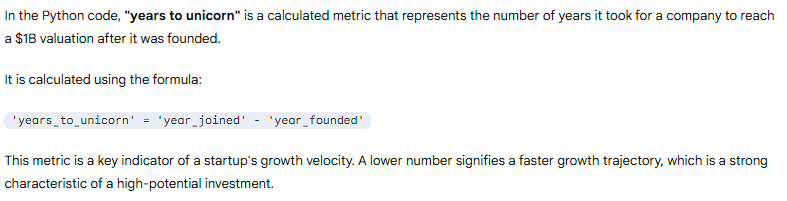 In the Python code, "years to unicorn" is a calculated metric that represents the number of years it took for a company to reach
a $1B valuation after it was founded.
It is calculated using the formula:
'years_to_unicorn' = 'year_joined' - 'year_founded'
This metric is a key indicator of a startup's growth velocity. A lower number signifies a faster growth trajectory, which is a strong
characteristic of a high-potential investment.